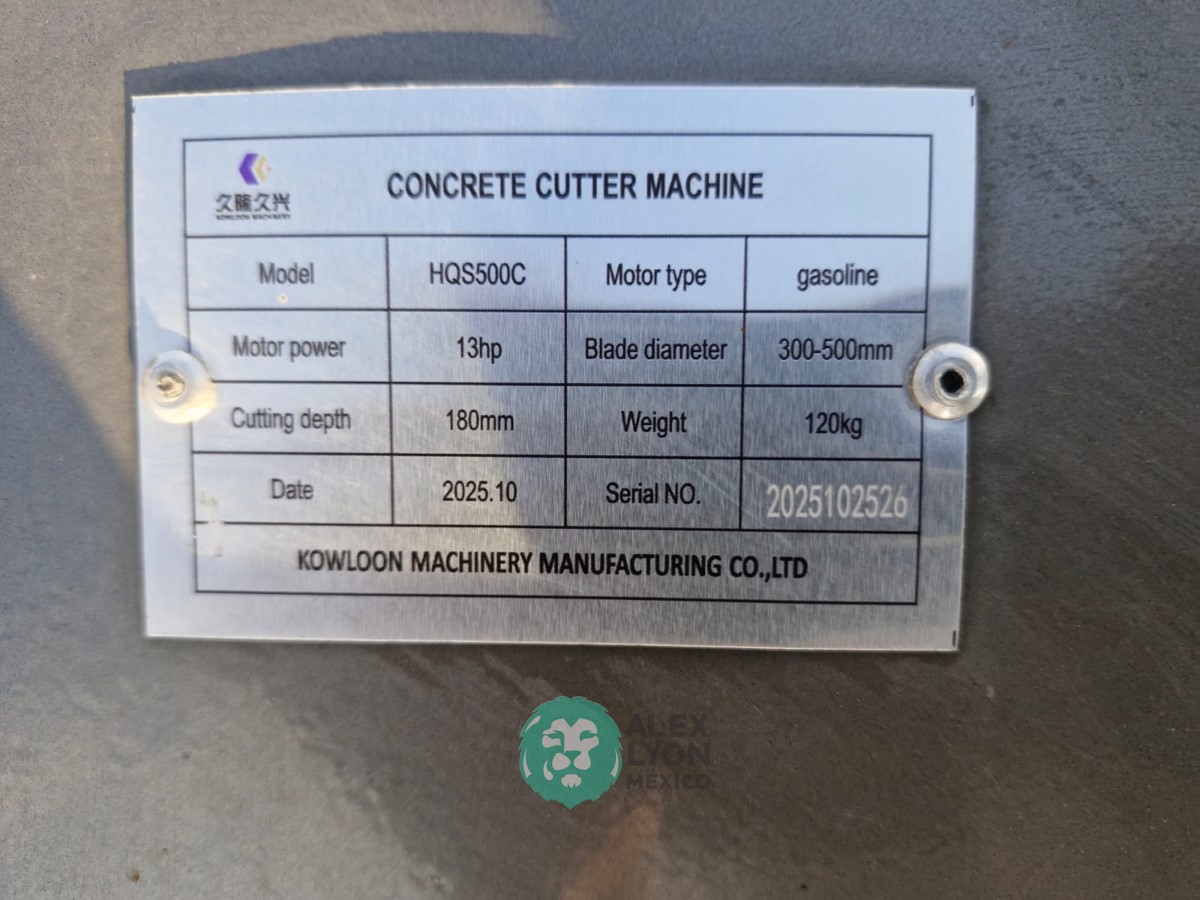 久隆久兴
KOWLOON MACHINERY
CONCRETE CUTTER MACHINE
Model HQS500C Motor type gasoline
Motor power 13hp Blade diameter 300-500mm
Cutting depth 180mm Weight 120kg
Date 2025.10 Serial NO. 2025102526
KOWLOON MACHINERY MANUFACTURING CO.,LTD
ALEX
LYON
MÉXICO